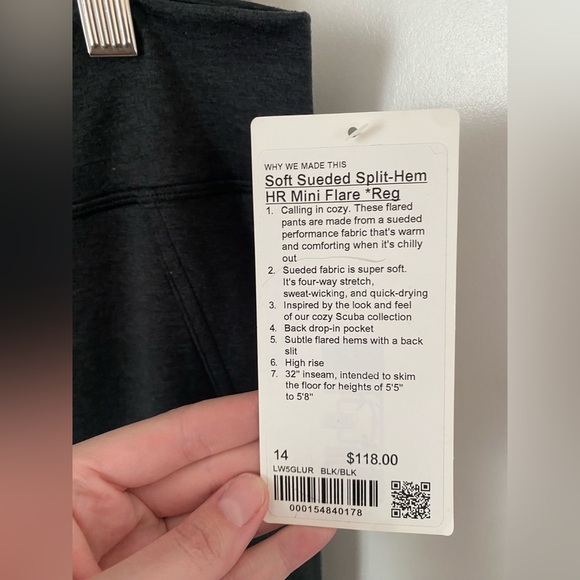 WHY WE MADE THIS
Soft Sueded Split-Hem
HR Mini Flare *Reg
1. Calling in cozy. These flared
pants are made from a sueded
performance fabric that's warm
and comforting when it's chilly
out
2. Sueded fabric is super soft.
It's four-way stretch,
sweat-wicking, and quick-drying
3. Inspired by the look and feel
of our cozy Scuba collection
4. Back drop-in pocket
5. Subtle flared hems with a back
slit
6. High rise
7. 32" inseam, intended to skim
the floor for heights of 5'5"
to 5'8"
14 $118.00
LW5GLUR BLK/BLK
000154840178